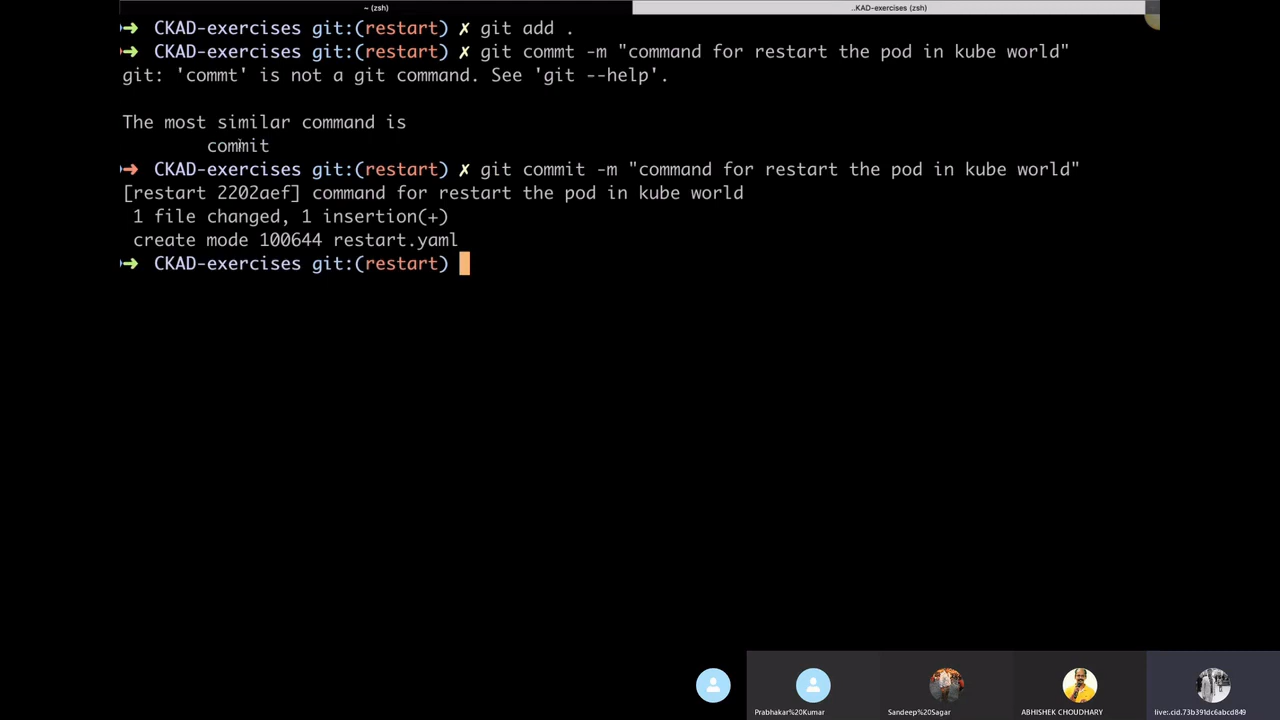 ~ (zsh)
..KAD-exercises (zsh)
➜ CKAD-exercises git:(restart) ✗ git add .
➜ CKAD-exercises git:(restart) ✗ git commt -m "command for restart the pod in kube world"
git: 'commt' is not a git command. See 'git --help'.
The most similar command is
commit
➜ CKAD-exercises git:(restart) ✗ git commit -m "command for restart the pod in kube world"
[restart 2202aef] command for restart the pod in kube world
1 file changed, 1 insertion(+)
create mode 100644 restart.yaml
➜ CKAD-exercises git:(restart)
Prabhakar%20Kumar
Sandeep%20Sagar
ABHISHEK CHOUDHARY
live:.cid.73b391dc6abcd849